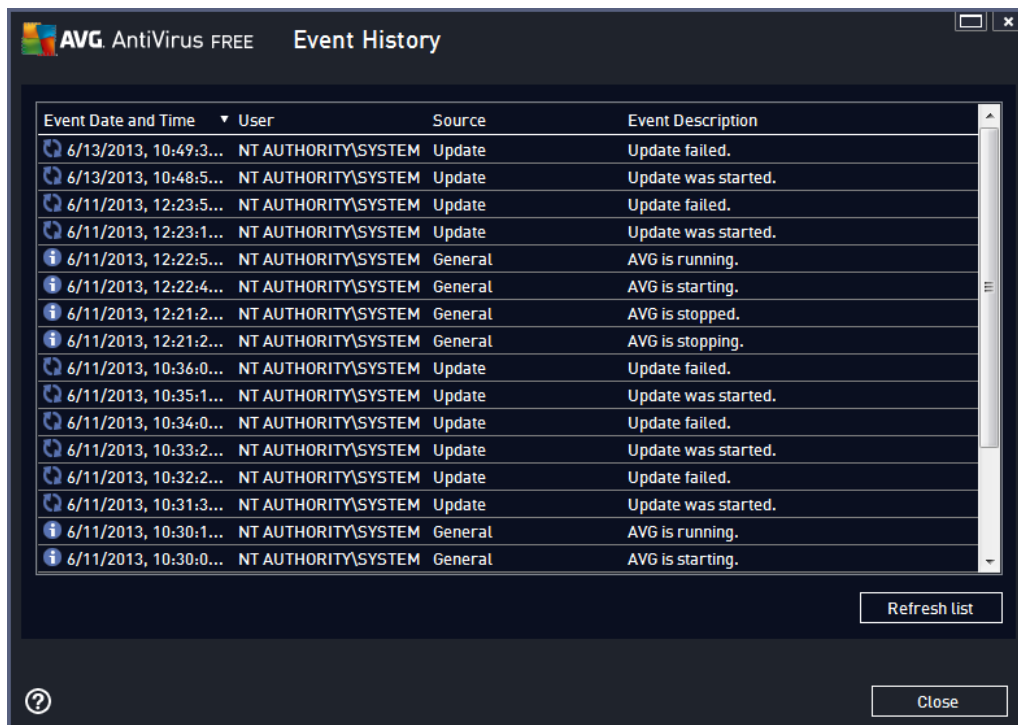 AVG AntiVirus FREE Event History
Event Date and Time User Source Event Description
6/13/2013, 10:49:3... NT AUTHORITY\SYSTEM Update Update failed.
6/13/2013, 10:48:5... NT AUTHORITY\SYSTEM Update Update was started.
6/11/2013, 12:23:5... NT AUTHORITY\SYSTEM Update Update failed.
6/11/2013, 12:23:1... NT AUTHORITY\SYSTEM Update Update was started.
6/11/2013, 12:22:5... NT AUTHORITY\SYSTEM General AVG is running.
6/11/2013, 12:22:4... NT AUTHORITY\SYSTEM General AVG is starting.
6/11/2013, 12:21:2... NT AUTHORITY\SYSTEM General AVG is stopped.
6/11/2013, 12:21:2... NT AUTHORITY\SYSTEM General AVG is stopping.
6/11/2013, 10:36:0... NT AUTHORITY\SYSTEM Update Update failed.
6/11/2013, 10:35:1... NT AUTHORITY\SYSTEM Update Update was started.
6/11/2013, 10:34:0... NT AUTHORITY\SYSTEM Update Update failed.
6/11/2013, 10:33:2... NT AUTHORITY\SYSTEM Update Update was started.
6/11/2013, 10:32:2... NT AUTHORITY\SYSTEM Update Update failed.
6/11/2013, 10:31:3... NT AUTHORITY\SYSTEM Update Update was started.
6/11/2013, 10:30:1... NT AUTHORITY\SYSTEM General AVG is running.
6/11/2013, 10:30:0... NT AUTHORITY\SYSTEM General AVG is starting.
Refresh list
Close